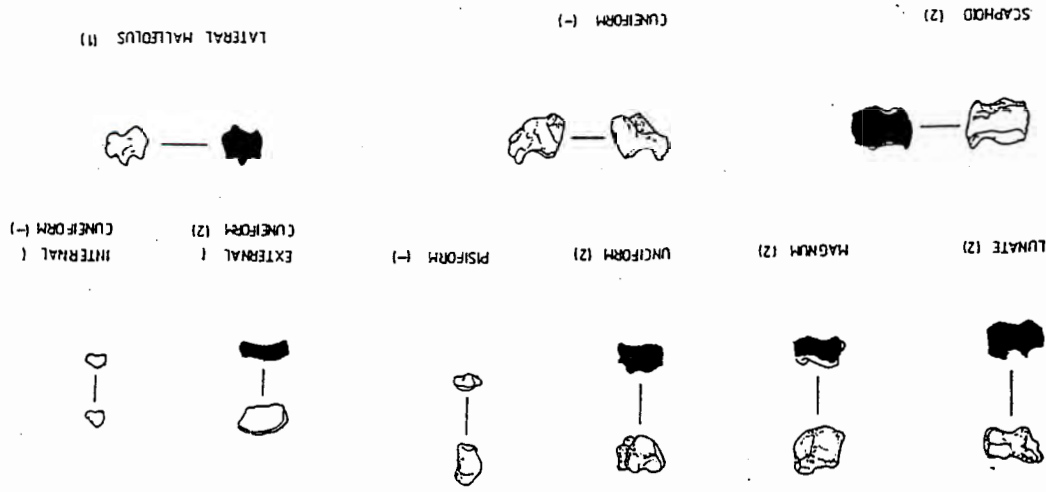 LUNATE (2)
MAGNUM (2)
UNCIFORM (2)
PISIFORM (-)
EXTERNAL (
CUNEIFORM (2)
INTERNAL (
CUNEIFORM (-)
SCAPHOID (2)
CUNEIFORM (-)
LATERAL MALLEOLUS (1)